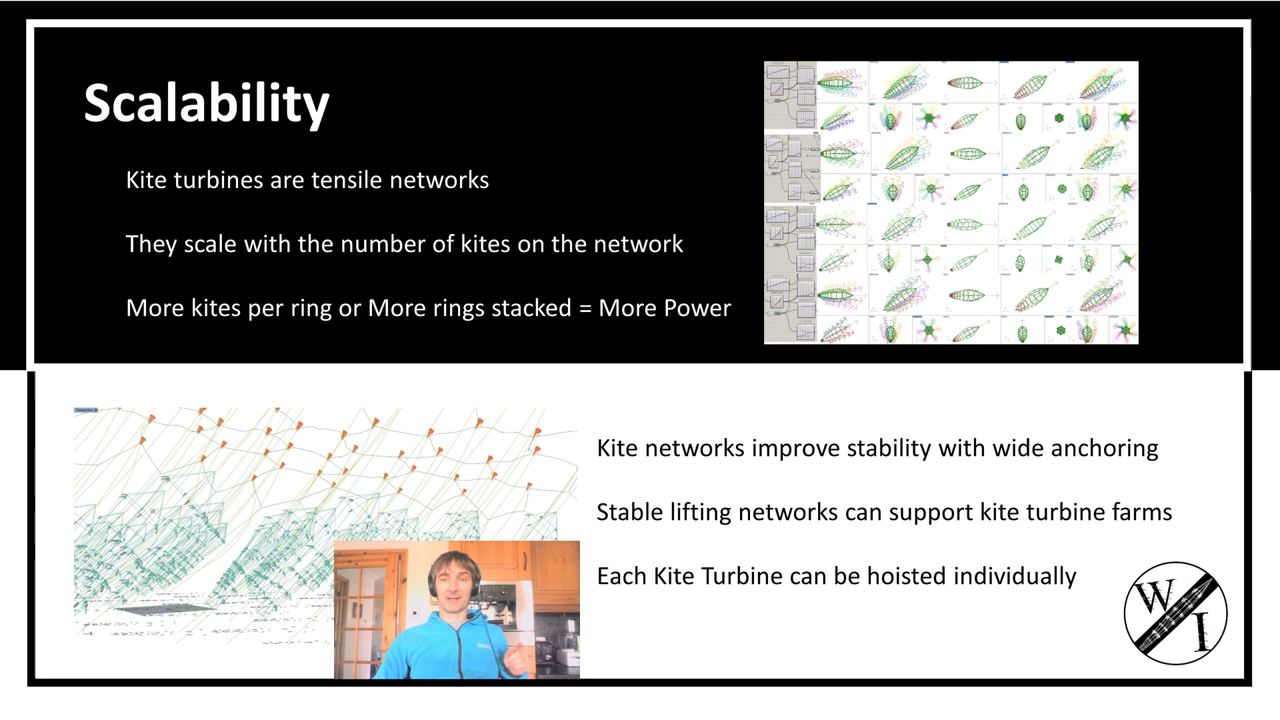 Scalability
Kite turbines are tensile networks
They scale with the number of kites on the network
More kites per ring or More rings stacked = More Power
Kite networks improve stability with wide anchoring
Stable lifting networks can support kite turbine farms
Each Kite Turbine can be hoisted individually
W
I